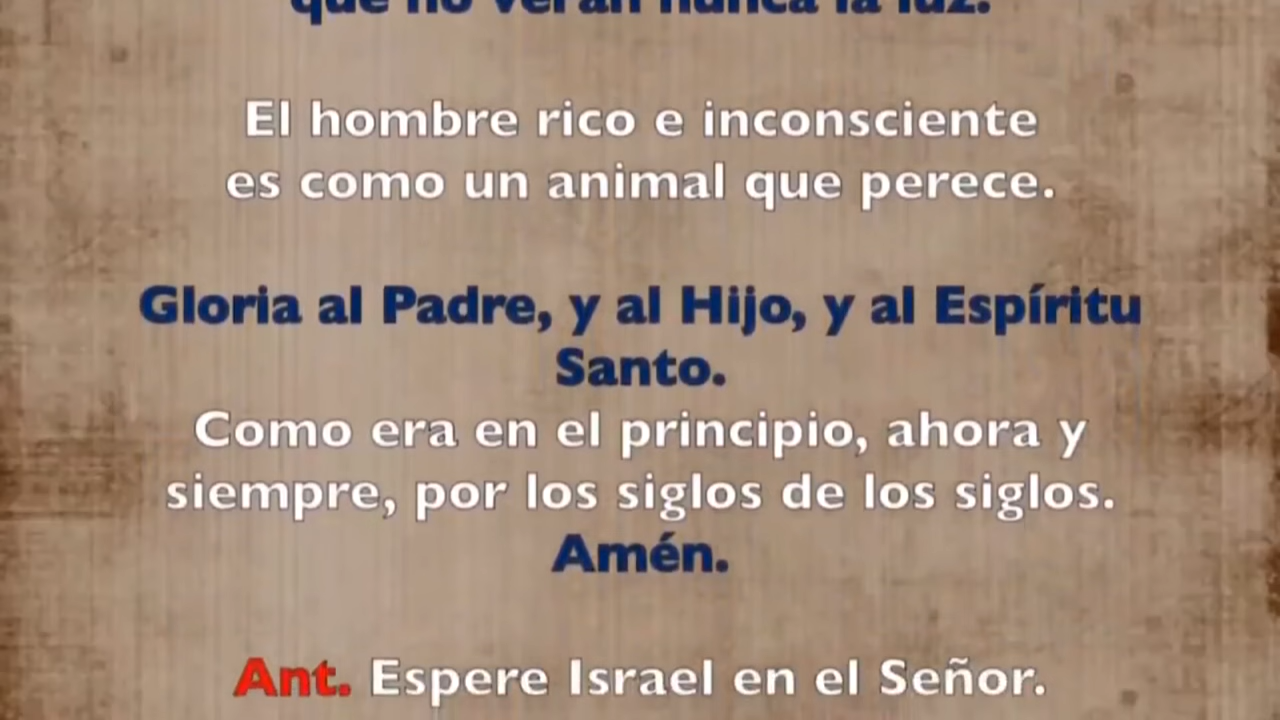 que no verán nunca la luz.
El hombre rico e inconsciente
es como un animal que perece.
Gloria al Padre, y al Hijo, y al Espíritu
Santo.
Como era en el principio, ahora y
siempre, por los siglos de los siglos.
Amén.
Ant. Espere Israel en el Señor.